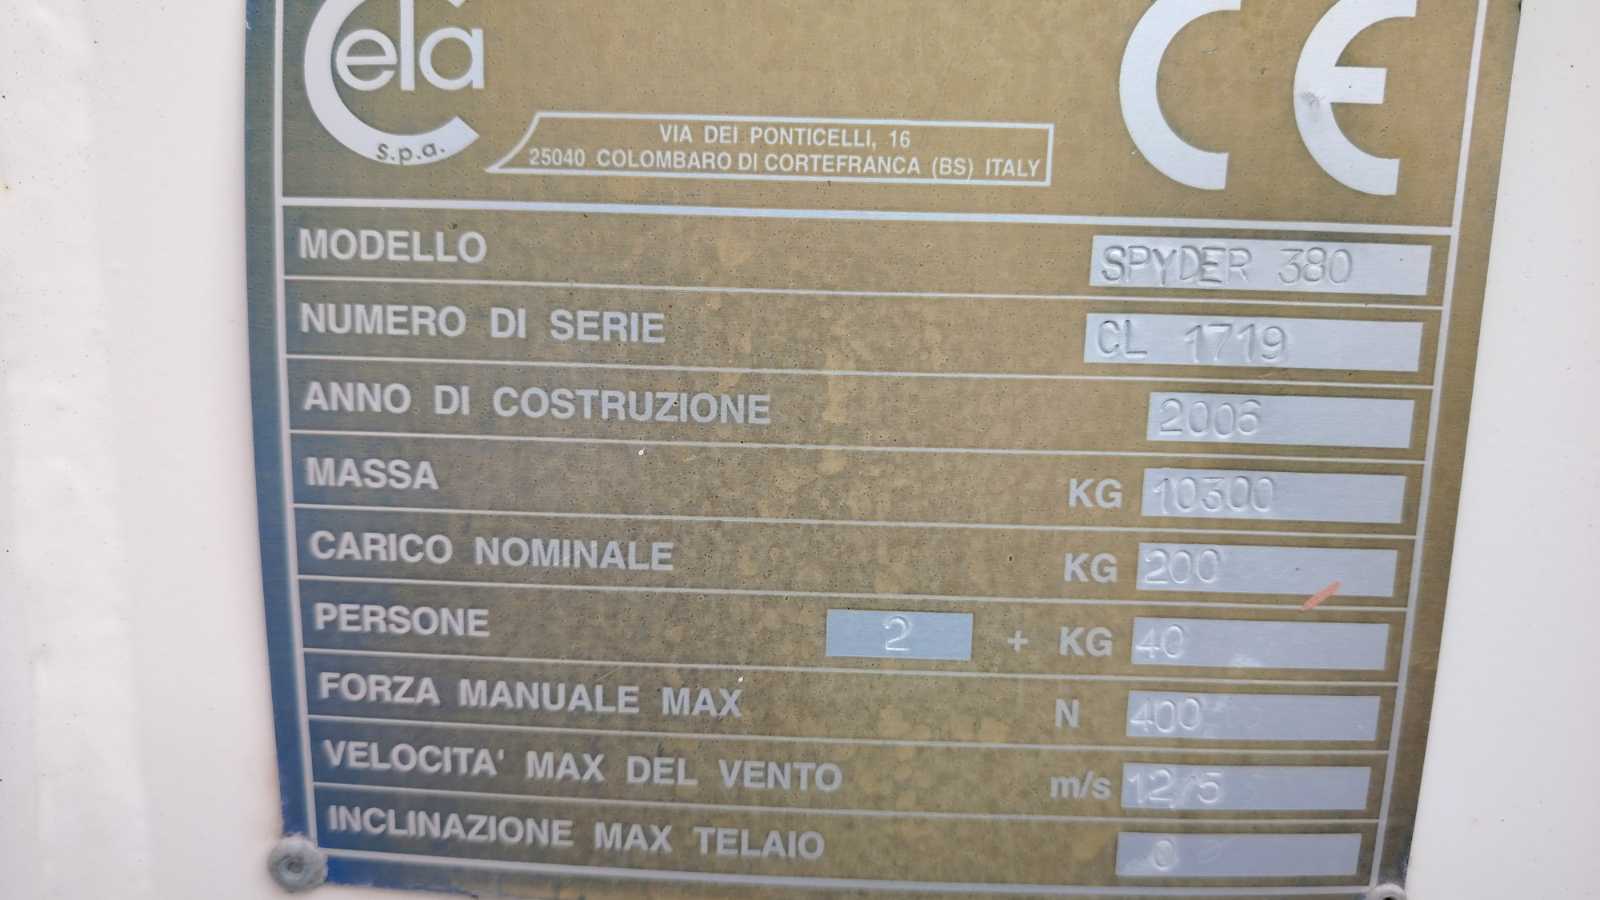 Cela
s.p.a.
CE
VIA DEI PONTICELLI, 16
25040 COLOMBARO DI CORTEFRANCA (BS) ITALY
MODELLO SPYDER 380
NUMERO DI SERIE CL 1719
ANNO DI COSTRUZIONE 2006
MASSA KG 10300
CARICO NOMINALE KG 200
PERSONE 2 + KG 40
FORZA MANUALE MAX N 400
VELOCITA' MAX DEL VENTO m/s 12,5
INCLINAZIONE MAX TELAIO 0